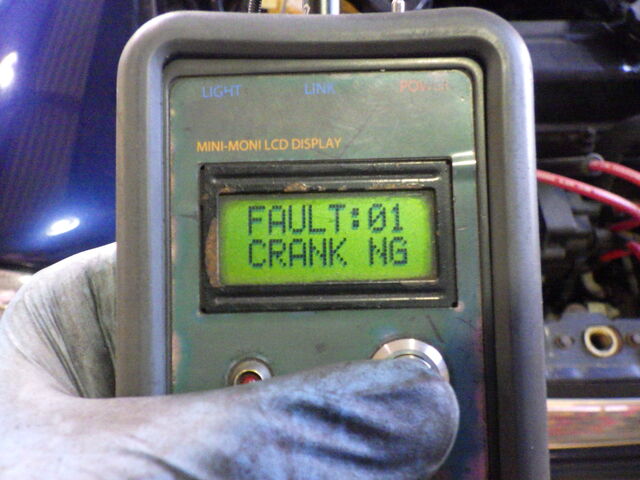 LIGHT LINK POWER
MINI-MONI LCD DISPLAY
FAULT:01
CRANK NG